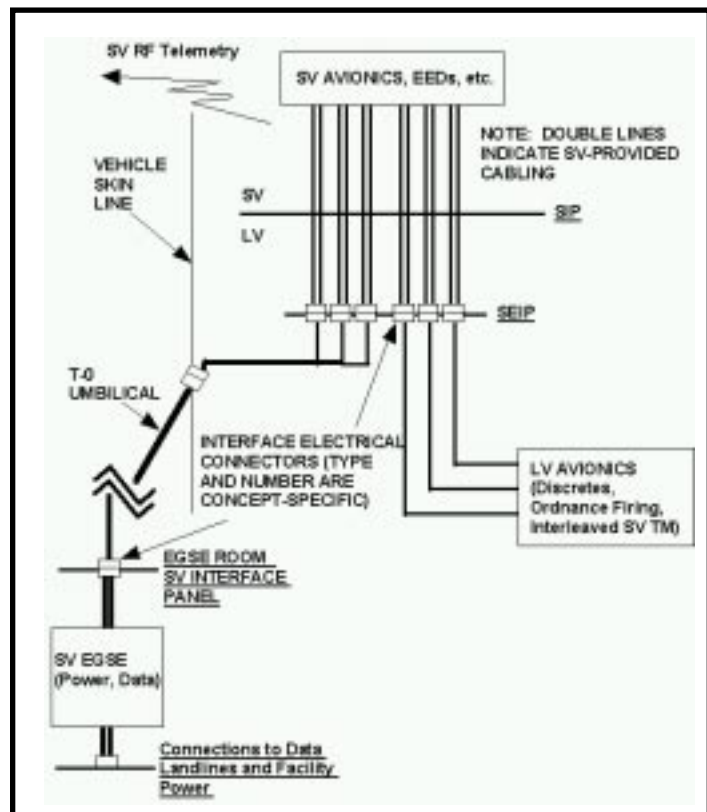 SV RF Telemetry
SV AVIONICS, EEDs, etc.
NOTE: DOUBLE LINES
INDICATE SV-PROVIDED
CABLING
VEHICLE
SKIN
LINE
SV
SIP
LV
SEIP
T-0
UMBILICAL
INTERFACE ELECTRICAL
CONNECTORS (TYPE
AND NUMBER ARE
CONCEPT-SPECIFIC)
LV AVIONICS
(Discretes,
Ordnance Firing,
Interleaved SV TM)
EGSE ROOM
SV INTERFACE
PANEL
SV EGSE
(Power, Data)
Connections to Data
Landlines and Facility
Power